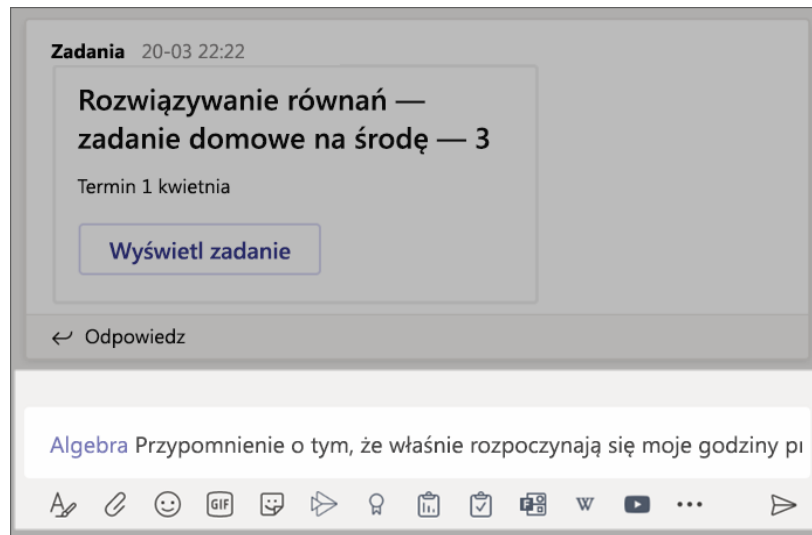 Zadania 20-03 22:22
Rozwiązywanie równań —
zadanie domowe na środę — 3
Termin 1 kwietnia
Wyświetl zadanie
Odpowiedz
Algebra Przypomnienie o tym, że właśnie rozpoczynają się moje godziny
GIF
W